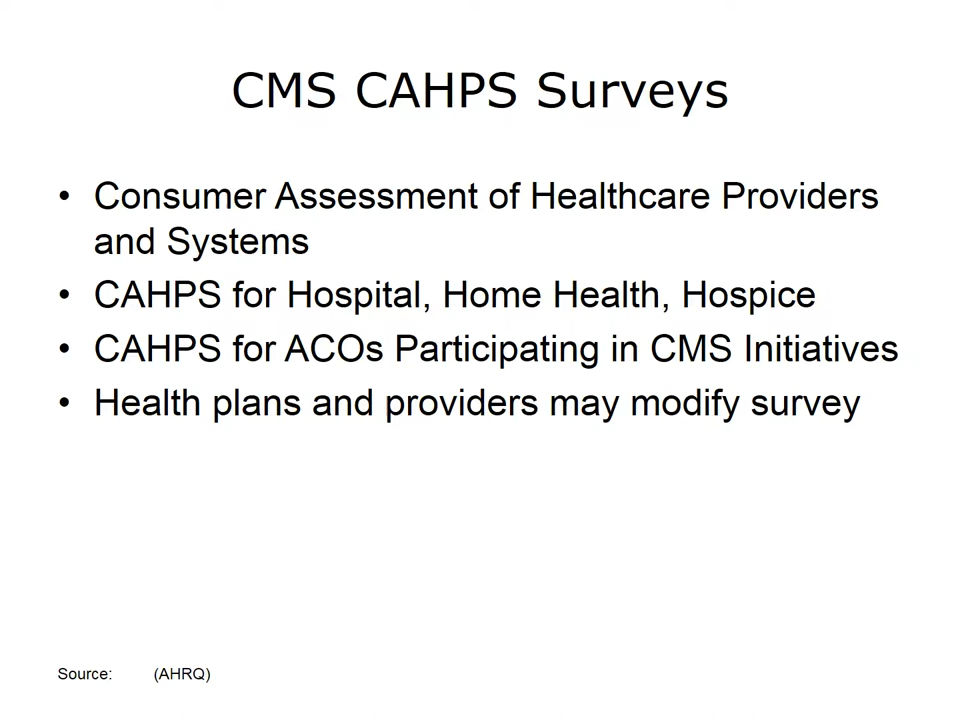 CMS CAHPS Surveys
• Consumer Assessment of Healthcare Providers
and Systems
• CAHPS for Hospital, Home Health, Hospice
• CAHPS for ACOs Participating in CMS Initiatives
• Health plans and providers may modify survey
Source: (AHRQ)